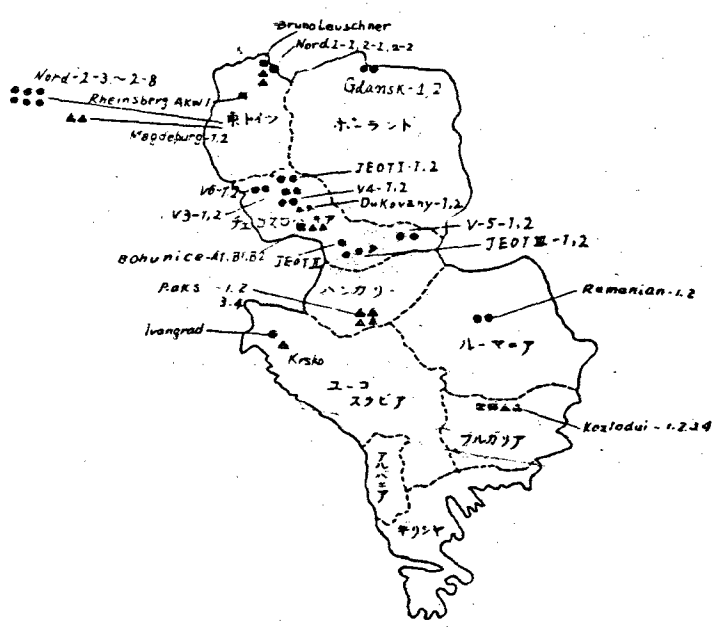 Bruno Leuschner
Nord 1-1,2-1,2-2
Nord-2-3.~2-8
Gdansk-1,2
Rheinsberg AKW1
東ドイツ
ポーランド
Magdeburg-1,2
JEOT I-1,2
V6-1,2
V4-1,2
Dukovany-1,2
V3-1,2
チェコスロバキア
V-5-1,2
Bohunice-A1.B1.B2
JEOT II
JEOT III-1,2
ハンガリー
Paks -1.2
3.4
Romanian-1.2
Ivangrad
Krsko
ルーマニア
ユーゴ
スラビア
Kozlodui-1.2.3.4
ブルガリア
アルバニア
ギリシヤ